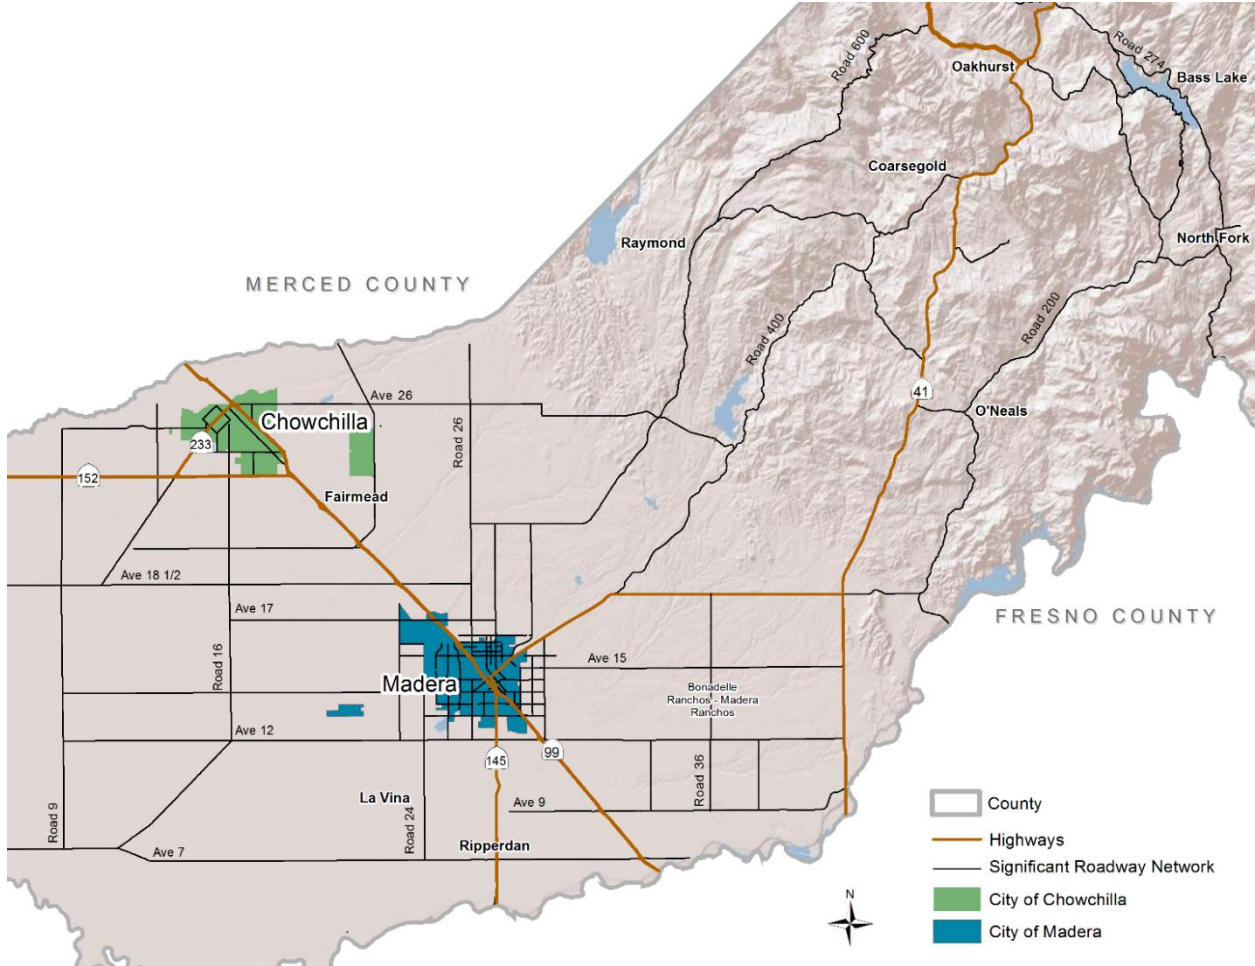 Road 600
Oakhurst
Road 274
Bass Lake
Coarsegold
Raymond
North Fork
MERCED COUNTY
Road 400
Road 200
41
Ave 26
O'Neals
Chowchilla
233
Road 26
152
Fairmead
Ave 18 1/2
Ave 17
FRESNO COUNTY
Road 16
Ave 15
Madera
Bonadelle
Ranchos - Madera
Ranchos
Ave 12
99
145
Road 36
La Vina
Ave 9
Road 9
Road 24
Ripperdan
Ave 7
County
Highways
Significant Roadway Network
City of Chowchilla
City of Madera
N